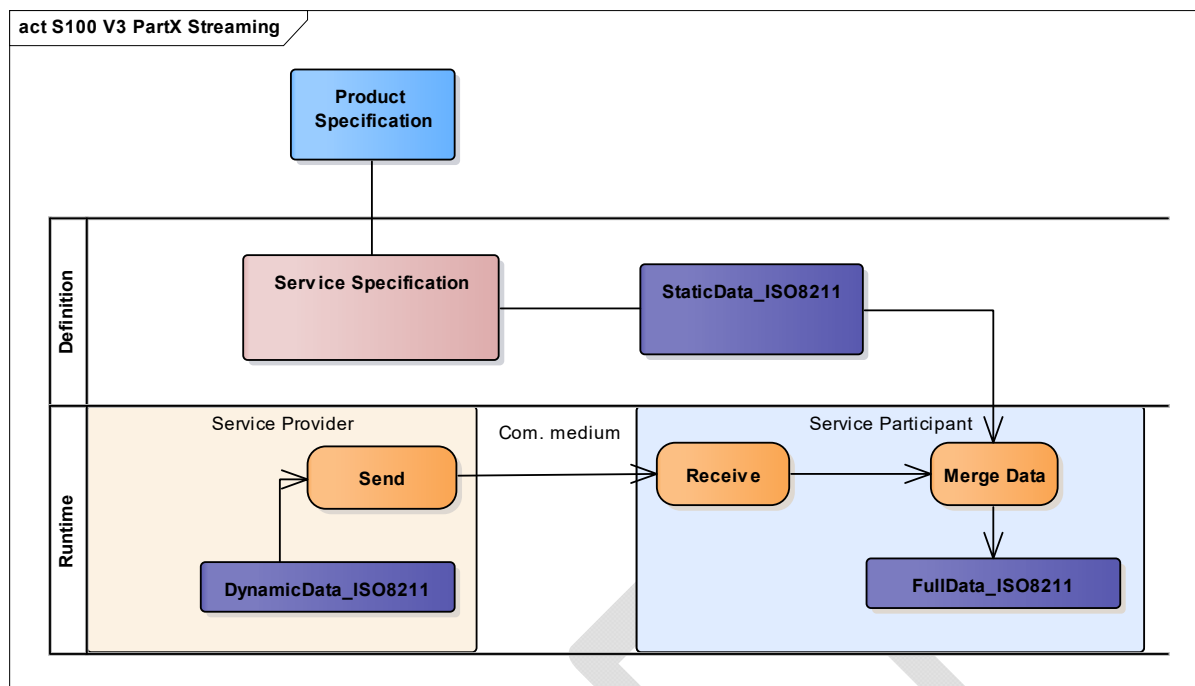 act S100 V3 PartX Streaming
Product
Specification
Definition
Service Specification
StaticData_ISO8211
Runtime
Service Provider
Com. medium
Service Participant
Send
Receive
Merge Data
DynamicData_ISO8211
FullData_ISO8211